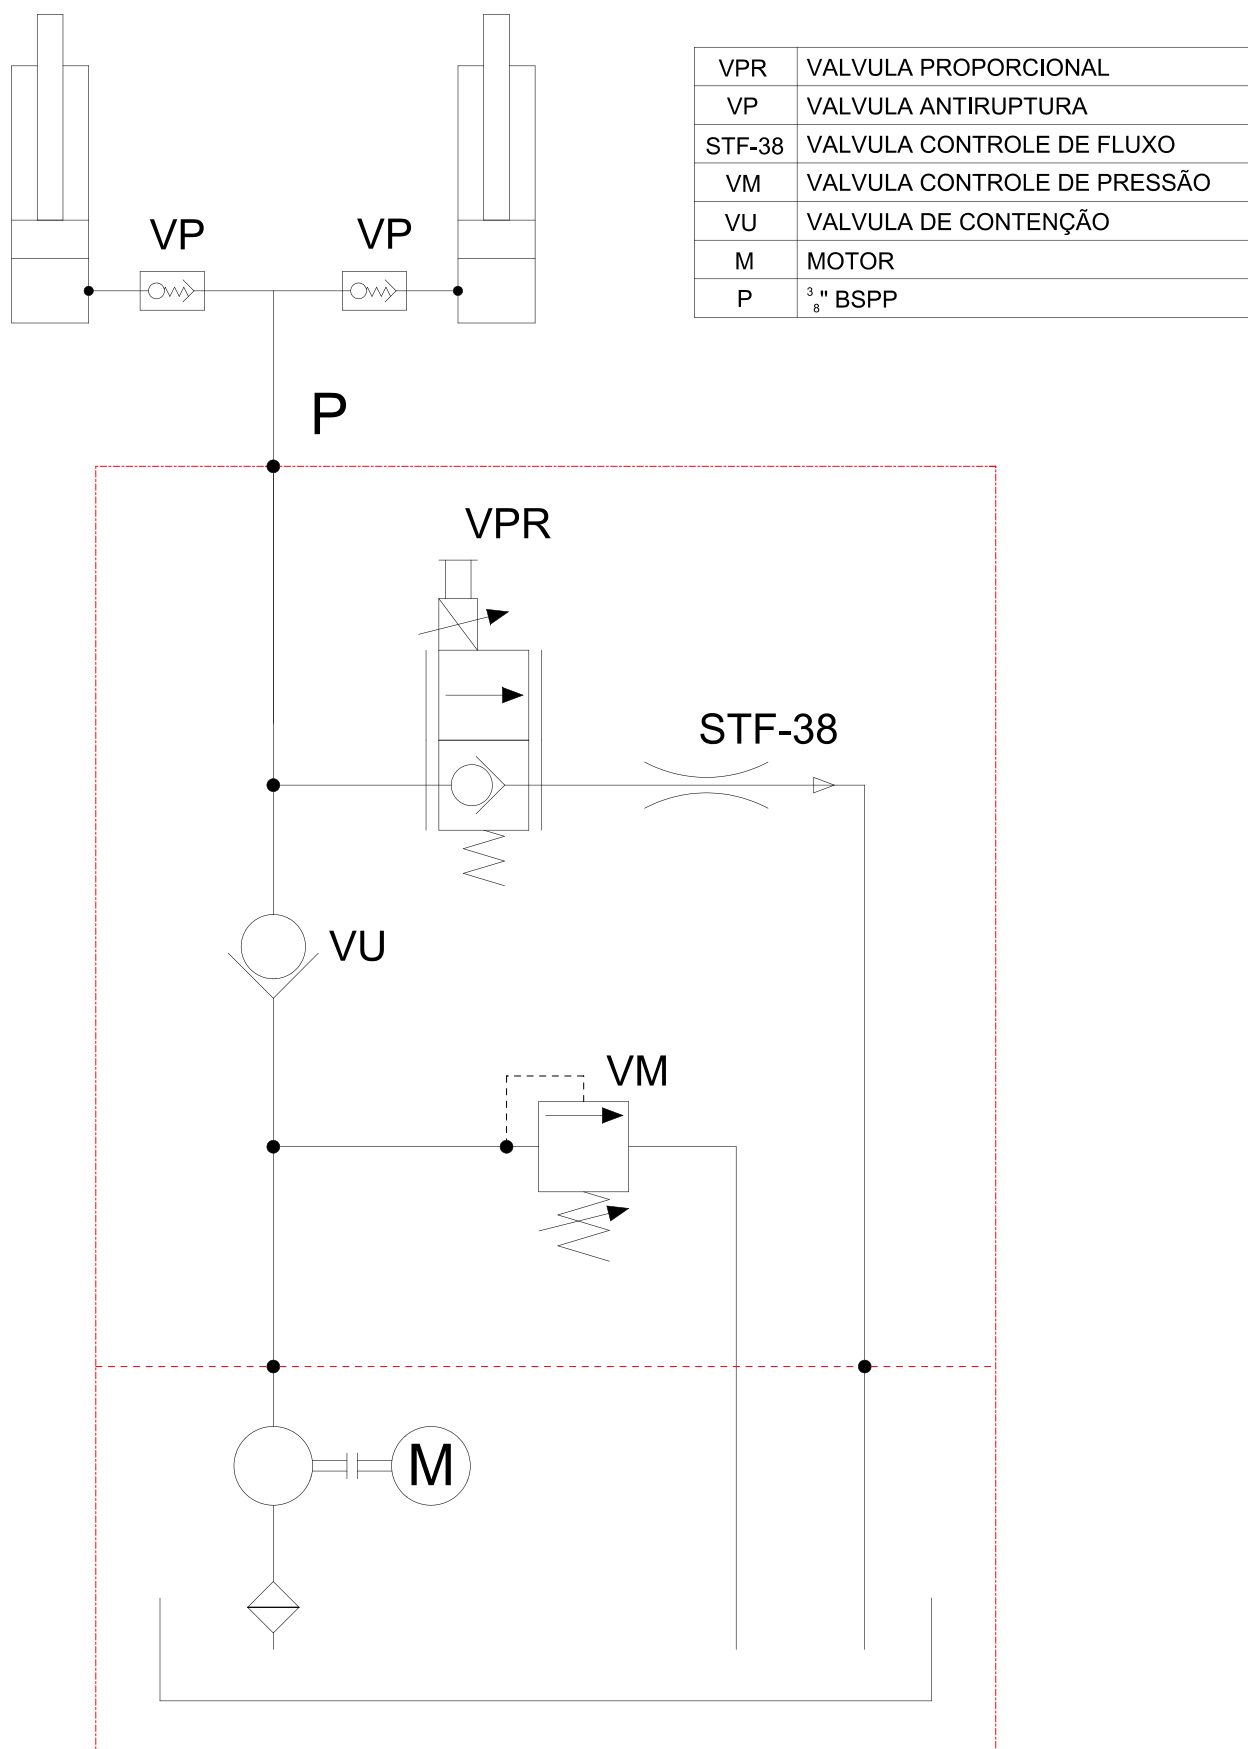 VPR VALVULA PROPORCIONAL
VP VALVULA ANTIRUPTURA
STF-38 VALVULA CONTROLE DE FLUXO
VM VALVULA CONTROLE DE PRESSÃO
VU VALVULA DE CONTENÇÃO
M MOTOR
P 3 8" BSPP
VP VP
P
VPR
STF-38
VU
VM
M